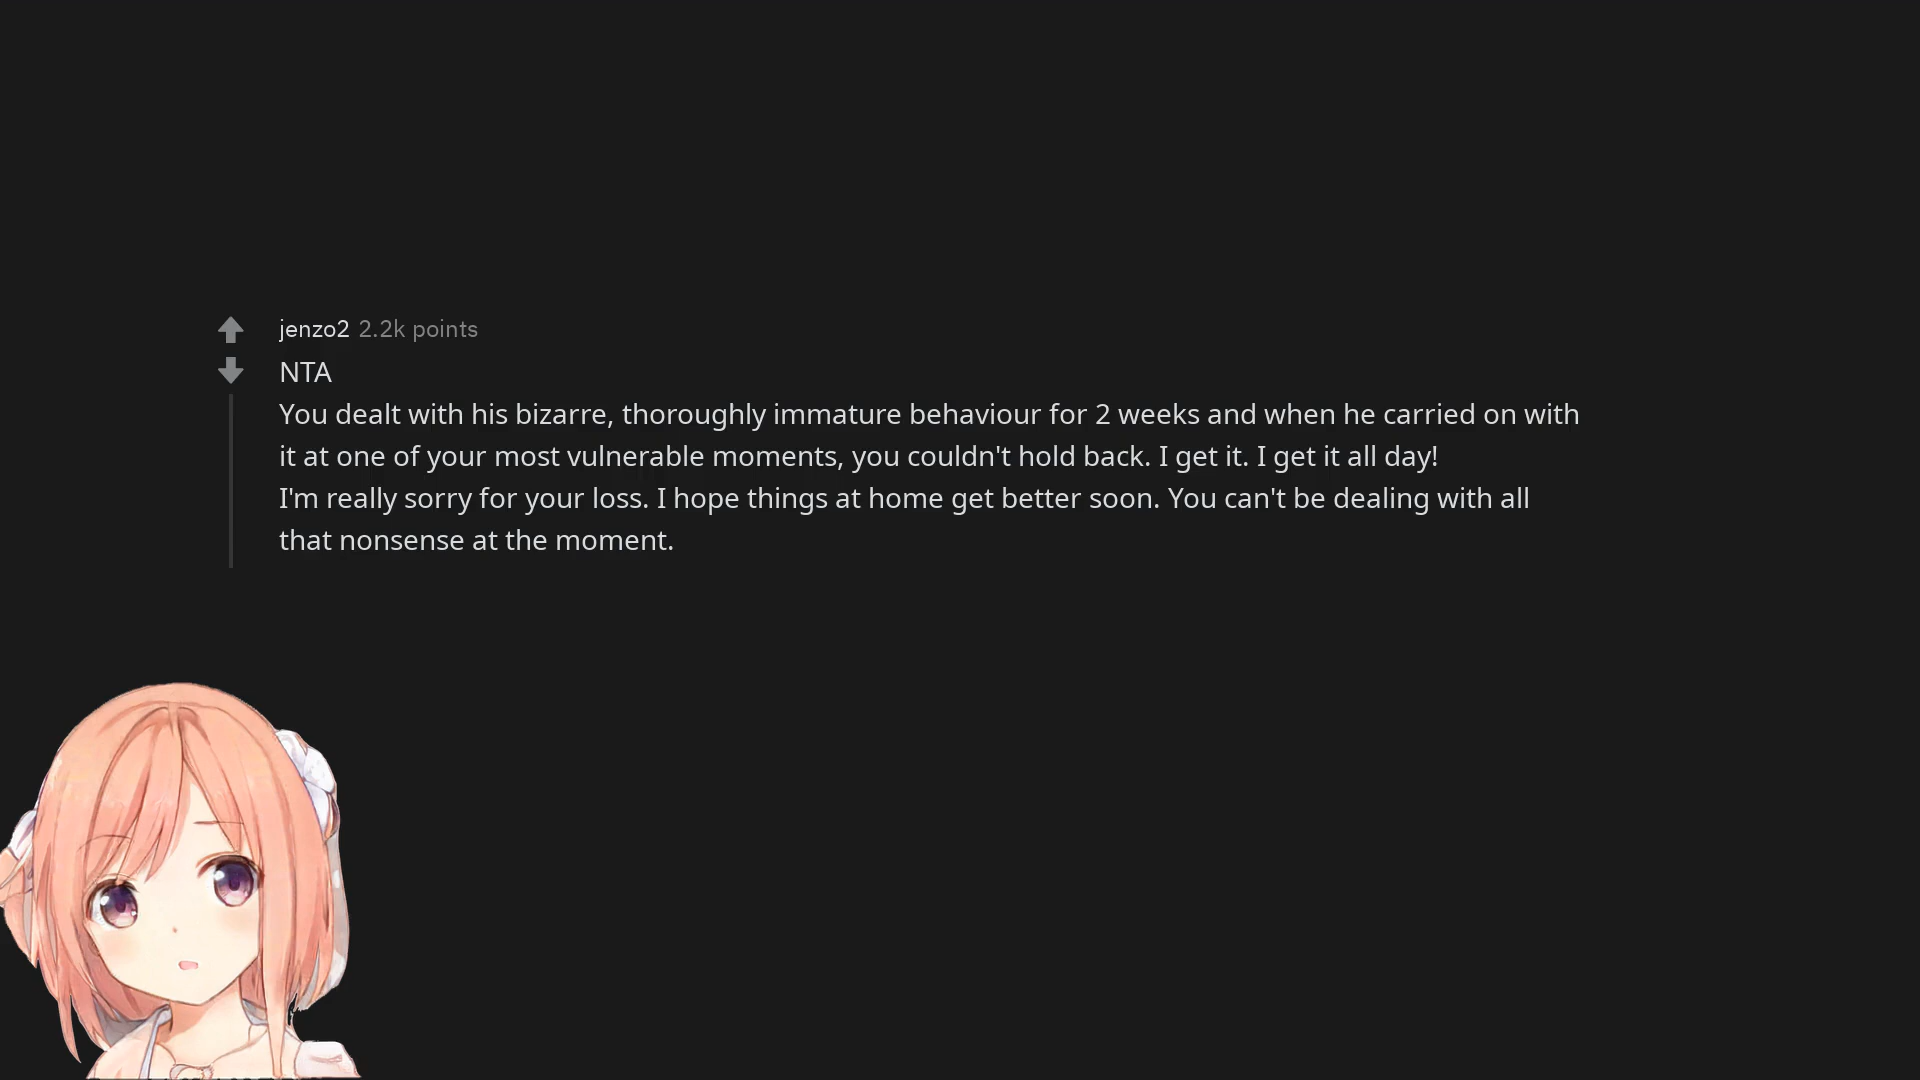 jenzo2 2.2k points
NTA
You dealt with his bizarre, thoroughly immature behaviour for 2 weeks and when he carried on with
it at one of your most vulnerable moments, you couldn't hold back. I get it. I get it all day!
I'm really sorry for your loss. I hope things at home get better soon. You can't be dealing with all
that nonsense at the moment.